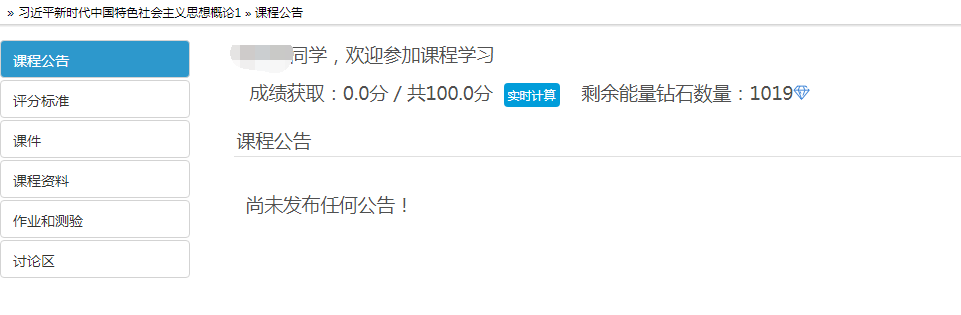 » 习近平新时代中国特色社会主义思想概论1 » 课程公告
课程公告
评分标准
课件
课程资料
作业和测验
讨论区
同学，欢迎参加课程学习
成绩获取：0.0分 / 共100.0分 实时计算 剩余能量钻石数量：1019
课程公告
尚未发布任何公告！